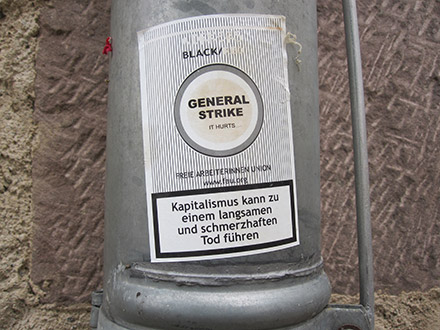 BLACK/
GENERAL
STRIKE
IT HURTS
FREIE ARBEITERINNEN UNION
www.fau.org
Kapitalismus kann zu
einem langsamen
und schmerzhaften
Tod führen